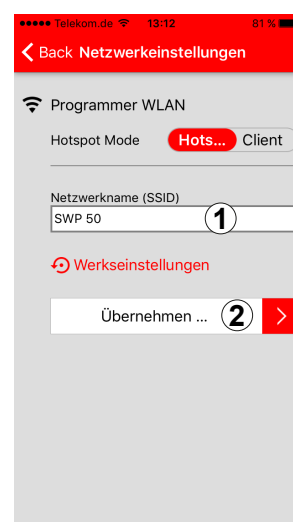 Telekom.de 13:12 81 %
Back Netzwerkeinstellungen
Programmer WLAN
Hotspot Mode Hots... Client
Netzwerkname (SSID)
SWP 50 1
Werkseinstellungen
Übernehmen ... 2